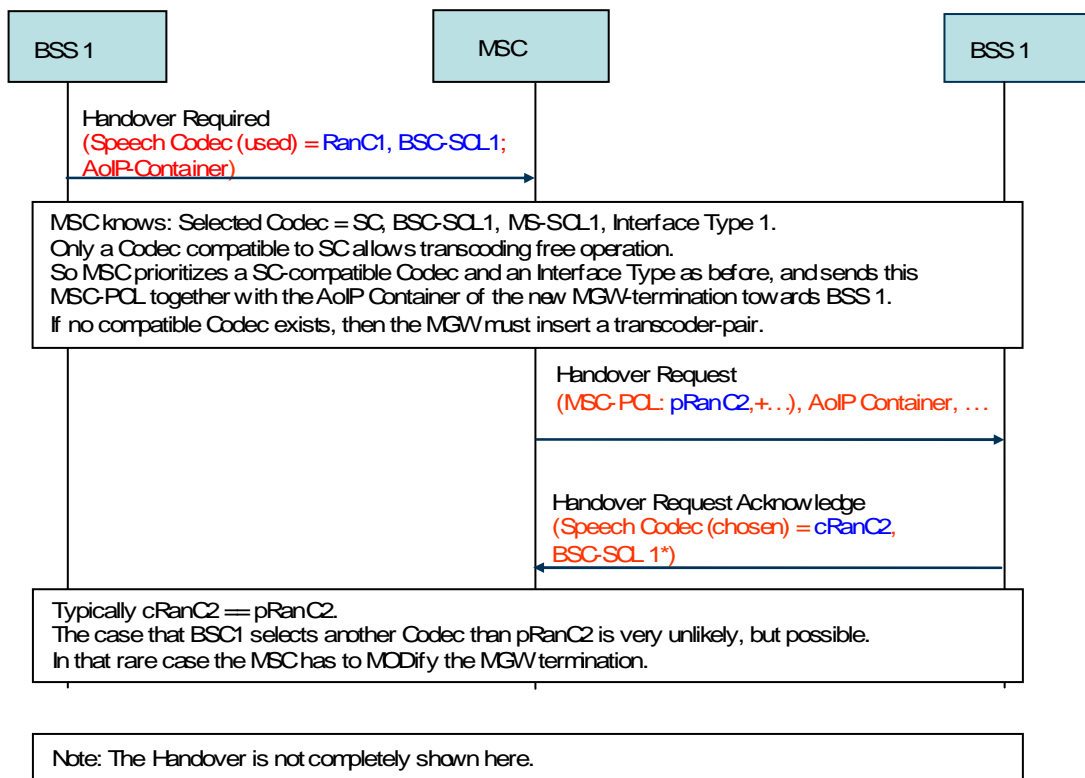 BSS 1
MSC
BSS 1
Handover Required
(Speech Codec (used) = RanC1, BSC-SCL1;
AoIP-Container)
MSC knows: Selected Codec = SC, BSC-SCL1, MS-SCL1, Interface Type 1.
Only a Codec compatible to SC allows transcoding free operation.
So MSC prioritizes a SC-compatible Codec and an Interface Type as before, and sends this
MSC-PCL together with the AoIP Container of the new MGW-termination towards BSS 1.
If no compatible Codec exists, then the MGW must insert a transcoder-pair.
Handover Request
(MSC-PCL: pRanC2,+…), AoIP Container, …
Handover Request Acknowledge
(Speech Codec (chosen) = cRanC2,
BSC-SCL 1*)
Typically cRanC2 == pRanC2.
The case that BSC1 selects another Codec than pRanC2 is very unlikely, but possible.
In that rare case the MSC has to MODify the MGW termination.
Note: The Handover is not completely shown here.